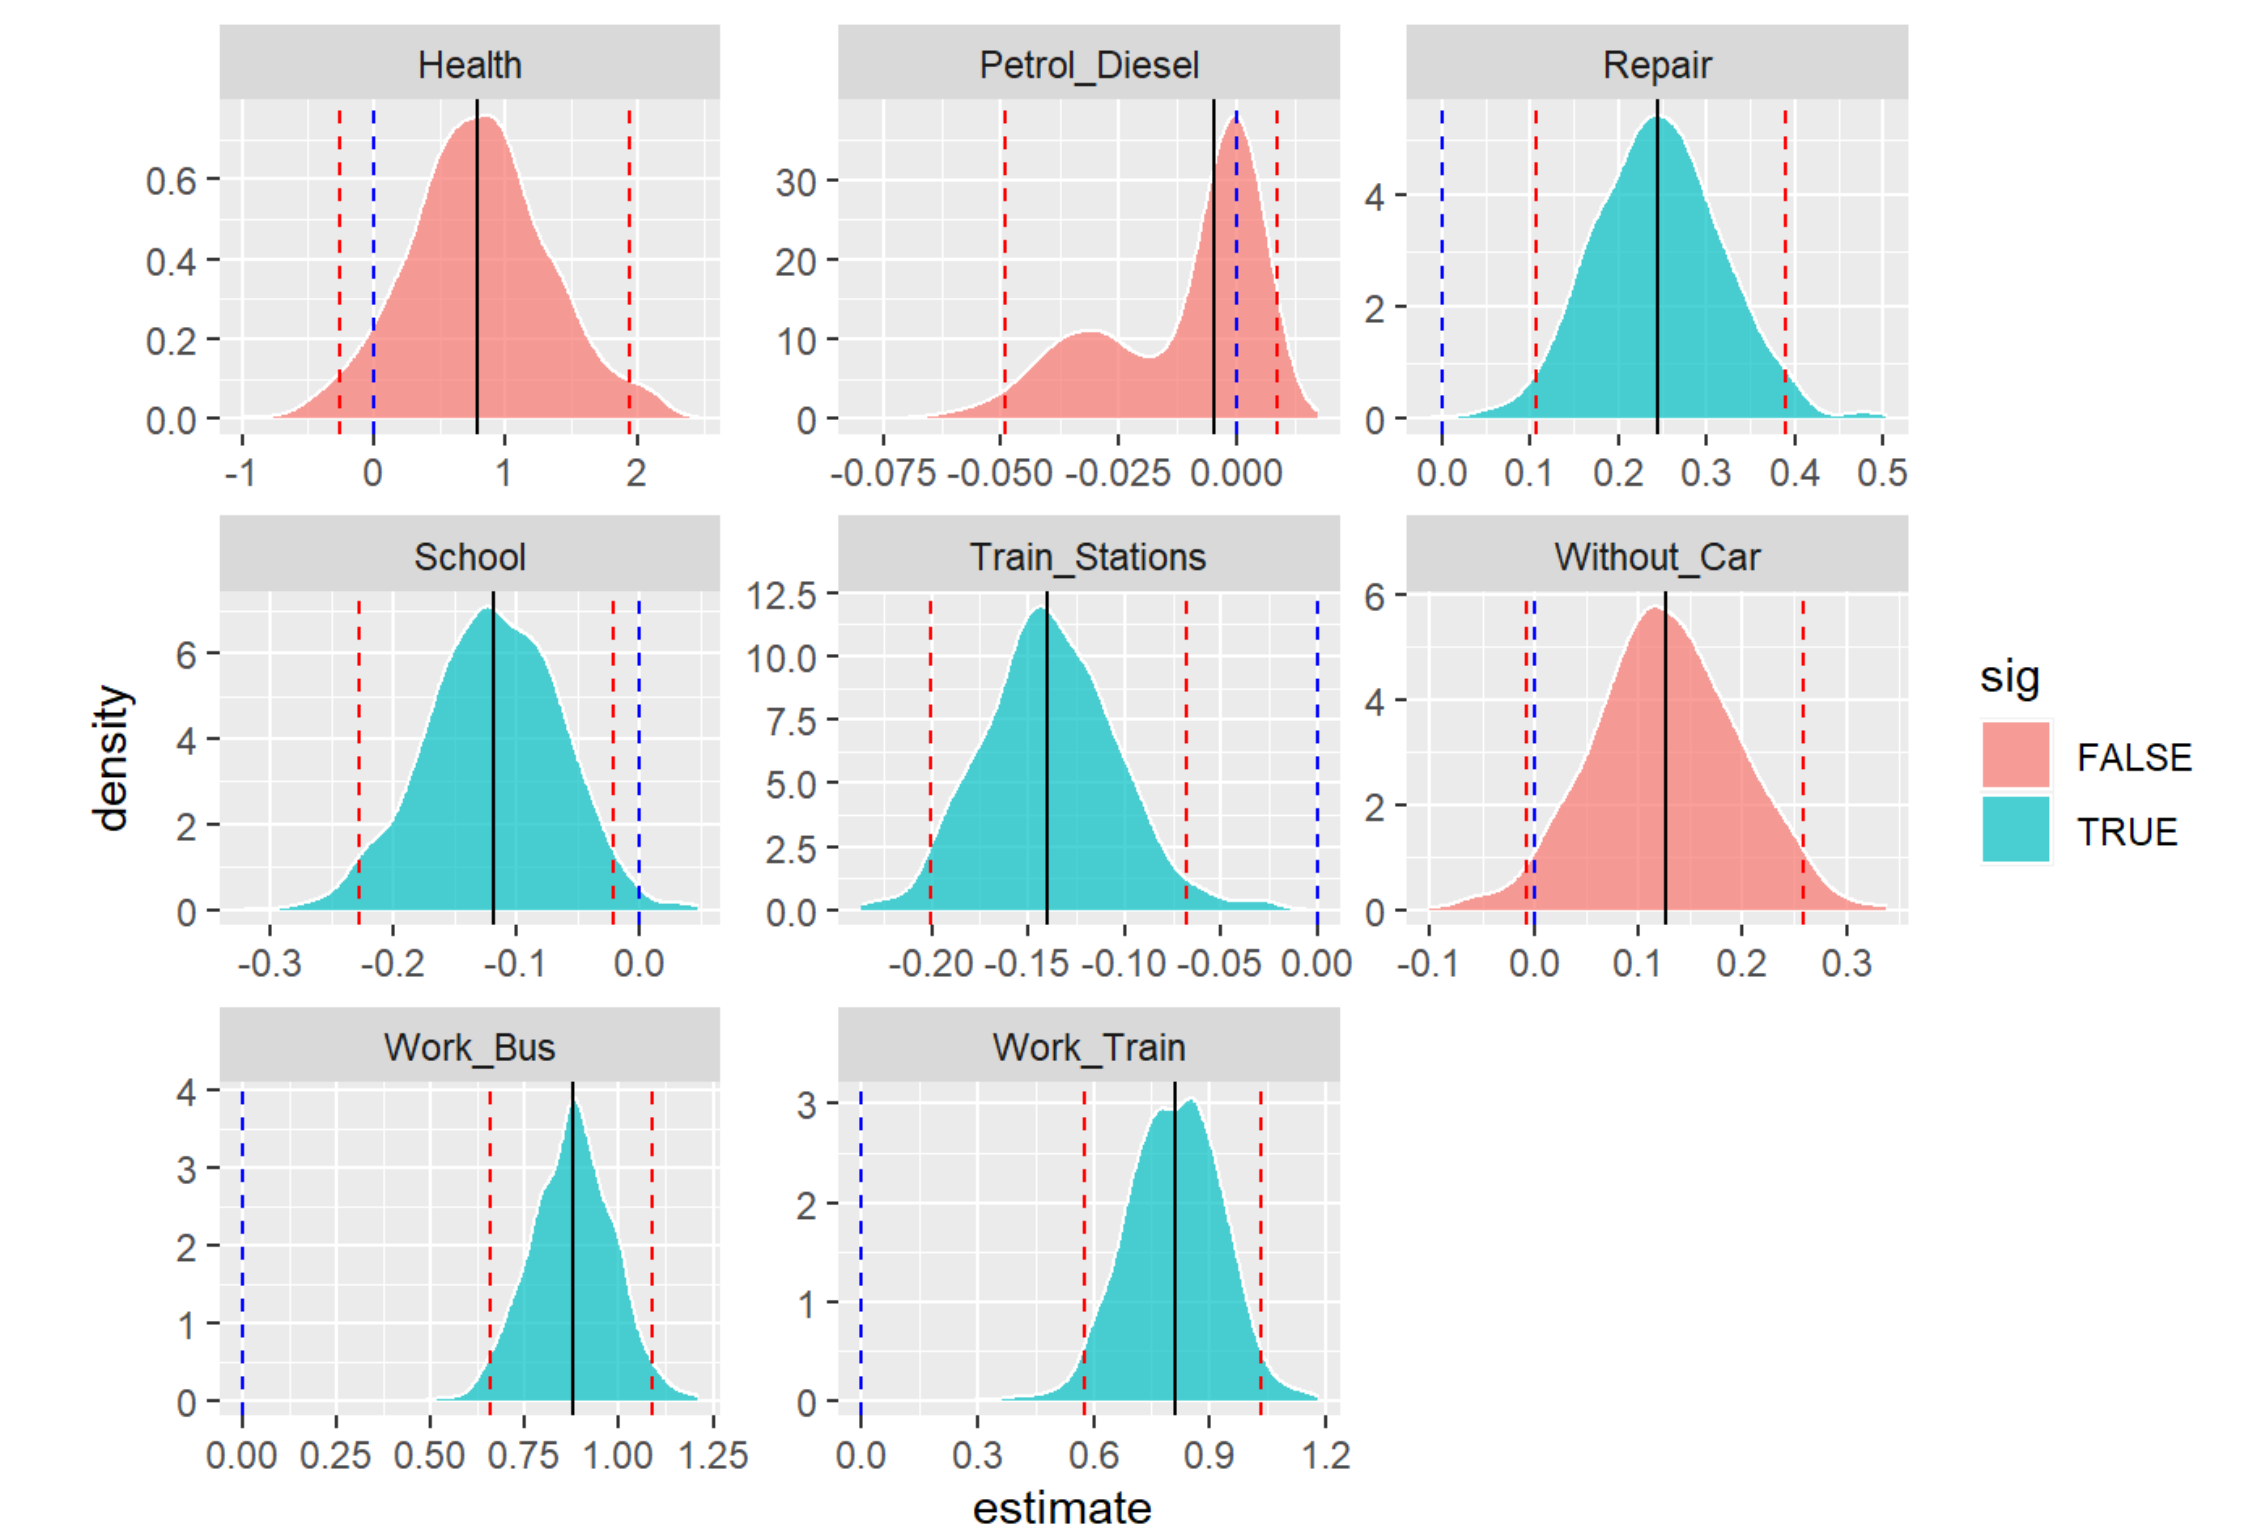 Health
Petrol_Diesel
Repair
0.6
0.4
0.2
0.0
-1 0 1 2
30
20
10
0
-0.075 -0.050 -0.025 0.000
4
2
0
0.0 0.1 0.2 0.3 0.4 0.5
School
Train_Stations
Without_Car
6
4
2
0
-0.3 -0.2 -0.1 0.0
12.5
10.0
7.5
5.0
2.5
0.0
-0.20 -0.15 -0.10 -0.05 0.00
6
4
2
0
-0.1 0.0 0.1 0.2 0.3
Work_Bus
Work_Train
4
3
2
1
0
0.00 0.25 0.50 0.75 1.00 1.25
3
2
1
0
0.0 0.3 0.6 0.9 1.2
density
estimate
sig
FALSE
TRUE